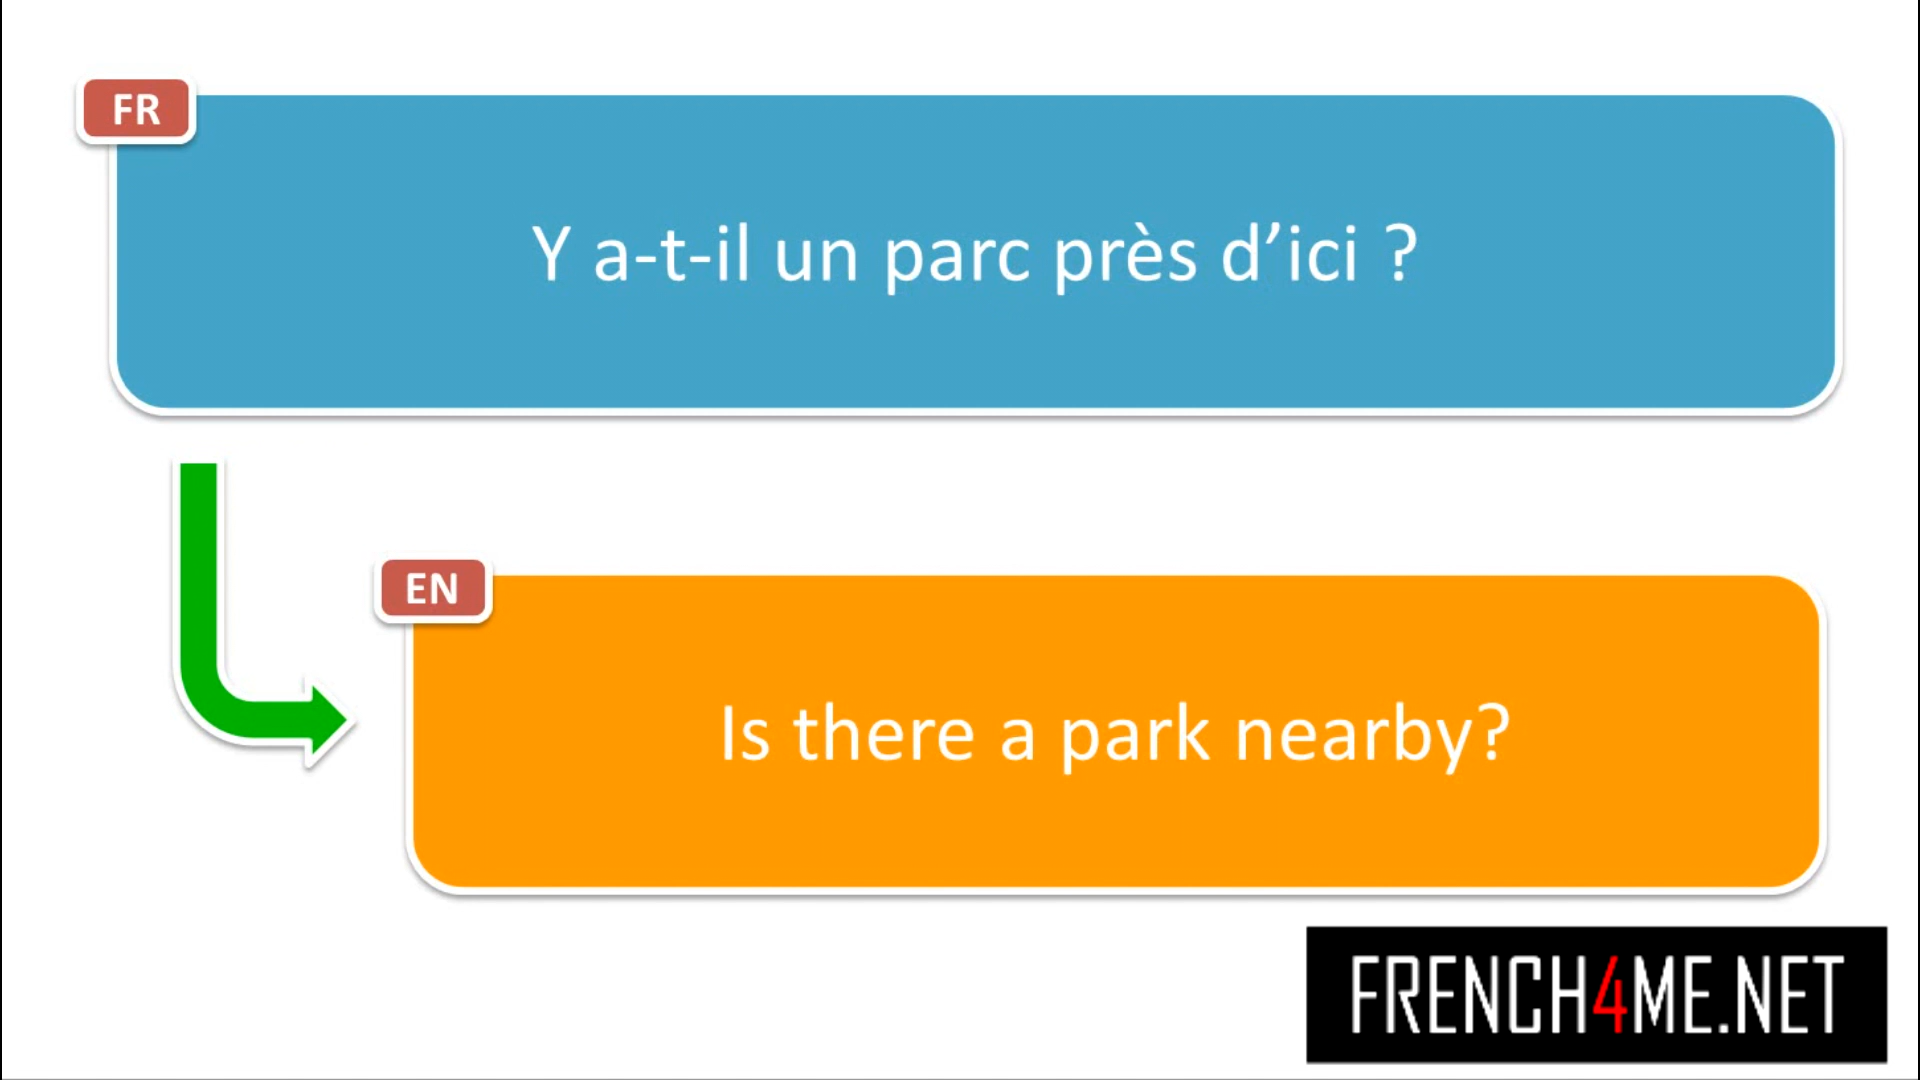 FR
Y a-t-il un parc près d’ici ?
EN
Is there a park nearby?
FRENCH4ME.NET